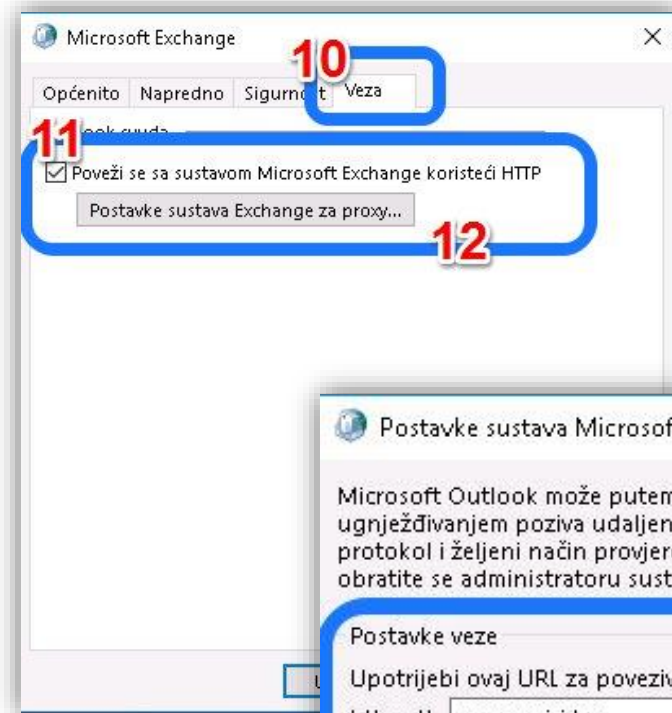 Microsoft Exchange
10
Općenito Napredno Sigurnost Veza
11
Poveži se sa sustavom Microsoft Exchange koristeći HTTP
Postavke sustava Exchange za proxy...
12
Postavke sustava Microsof
Microsoft Outlook može putem
ugnježđivanjem poziva udaljen
protokol i željeni način provjer
obratite se administratoru sust
Postavke veze
Upotrijebi ovaj URL za poveziv